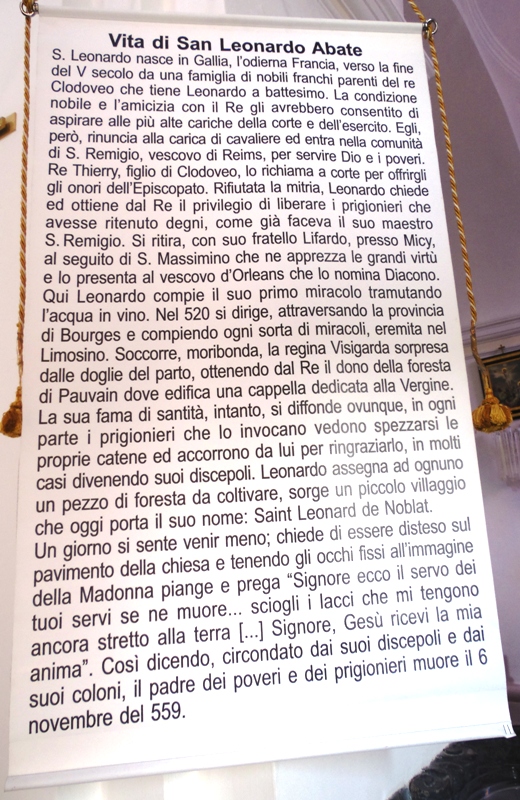 Vita di San Leonardo Abate
S. Leonardo nasce in Gallia, l'odierna Francia, verso la fine
del V secolo da una famiglia di nobili franchi parenti del re
Clodoveo che tiene Leonardo a battesimo. La condizione
nobile e l'amicizia con il Re gli avrebbero consentito di
aspirare alle più alte cariche della corte e dell'esercito. Egli,
però, rinuncia alla carica di cavaliere ed entra nella comunità
di S. Remigio, vescovo di Reims, per servire Dio e i poveri.
Re Thierry, figlio di Clodoveo, lo richiama a corte per offrirgli
gli onori dell'Episcopato. Rifiutata la mitria, Leonardo chiede
ed ottiene dal Re il privilegio di liberare i prigionieri che
avesse ritenuto degni, come già faceva il suo maestro
S. Remigio. Si ritira, con suo fratello Lifardo, presso Micy,
al seguito di S. Massimino che ne apprezza le grandi virtù
e lo presenta al vescovo d'Orleans che lo nomina Diacono.
Qui Leonardo compie il suo primo miracolo tramutando
l'acqua in vino. Nel 520 si dirige, attraversando la provincia
di Bourges e compiendo ogni sorta di miracoli, eremita nel
Limosino. Soccorre, moribonda, la regina Visigarda sorpresa
dalle doglie del parto, ottenendo dal Re il dono della foresta
di Pauvain dove edifica una cappella dedicata alla Vergine.
La sua fama di santità, intanto, si diffonde ovunque, in ogni
parte i prigionieri che lo invocano vedono spezzarsi le
proprie catene ed accorrono da lui per ringraziarlo, in molti
casi divenendo suoi discepoli. Leonardo assegna ad ognuno
un pezzo di foresta da coltivare, sorge un piccolo villaggio
che oggi porta il suo nome: Saint Leonard de Noblat.
Un giorno si sente venir meno; chiede di essere disteso sul
pavimento della chiesa e tenendo gli occhi fissi all'immagine
della Madonna piange e prega “Signore ecco il servo dei
tuoi servi se ne muore... sciogli i lacci che mi tengono
ancora stretto alla terra [...] Signore, Gesù ricevi la mia
anima”. Così dicendo, circondato dai suoi discepoli e dai
suoi coloni, il padre dei poveri e dei prigionieri muore il 6
novembre del 559.